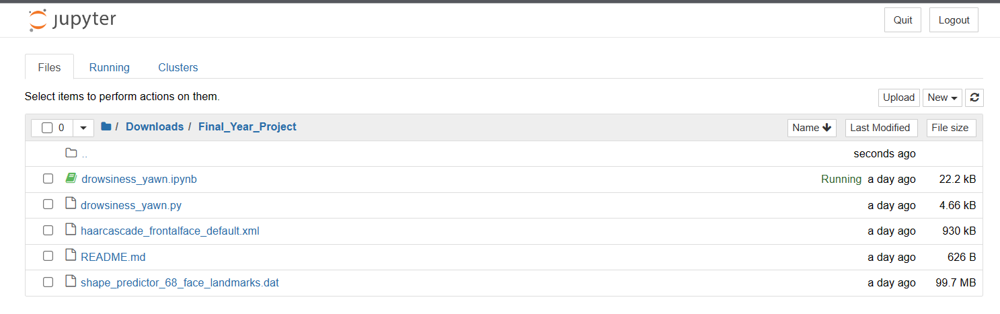 jupyter Quit Logout
Files Running Clusters
Select items to perform actions on them. Upload New
0 / Downloads / Final_Year_Project Name Last Modified File size
.. seconds ago
drowsiness_yawn.ipynb Running a day ago 22.2 kB
drowsiness_yawn.py a day ago 4.66 kB
haarcascade_frontalface_default.xml a day ago 930 kB
README.md a day ago 626 B
shape_predictor_68_face_landmarks.dat a day ago 99.7 MB